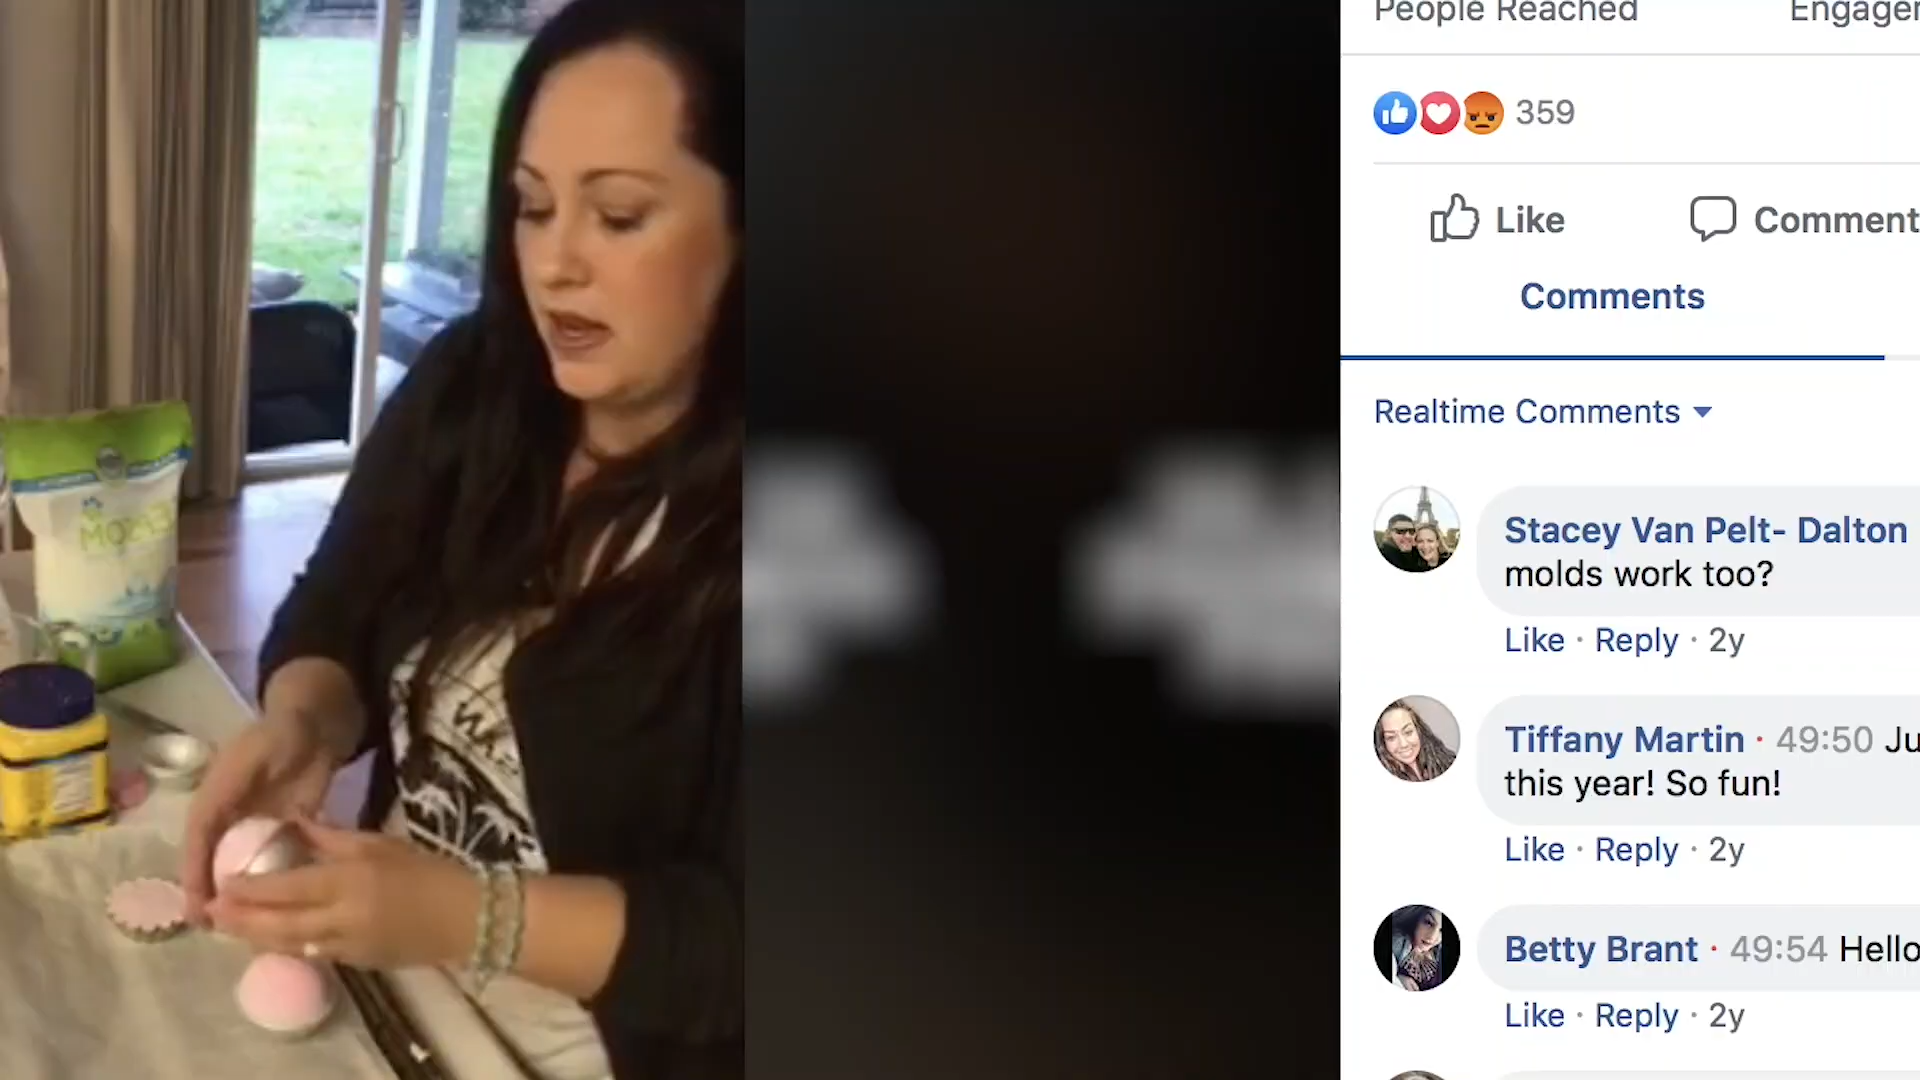 People Reached
359
Like
Comment
Comments
Realtime Comments
Stacey Van Pelt- Dalton
molds work too?
Like · Reply · 2y
Tiffany Martin · 49:50 Ju
this year! So fun!
Like · Reply · 2y
Betty Brant · 49:54 Hello
Like · Reply · 2y